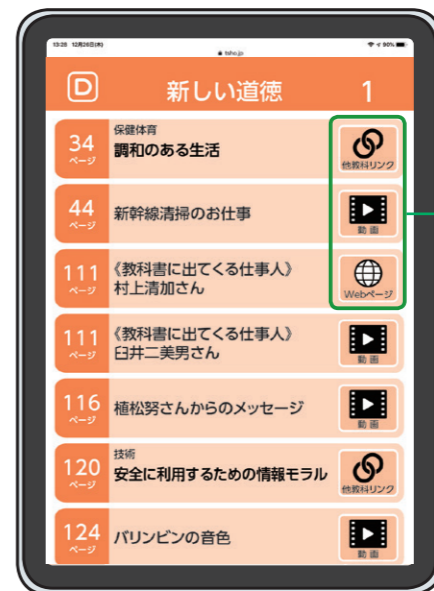 13:28 12月26日(木)
90%
tsho.jp
D
新しい道徳
1
34
ページ
保健体育
調和のある生活
他教科リンク
44
ページ
新幹線清掃のお仕事
動画
111
ページ
《教科書に出てくる仕事人》
村上清加さん
Webページ
111
ページ
《教科書に出てくる仕事人》
臼井二美男さん
動画
116
ページ
植松努さんからのメッセージ
動画
120
ページ
技術
安全に利用するための情報モラル
他教科リンク
124
ページ
バリンビンの音色
動画